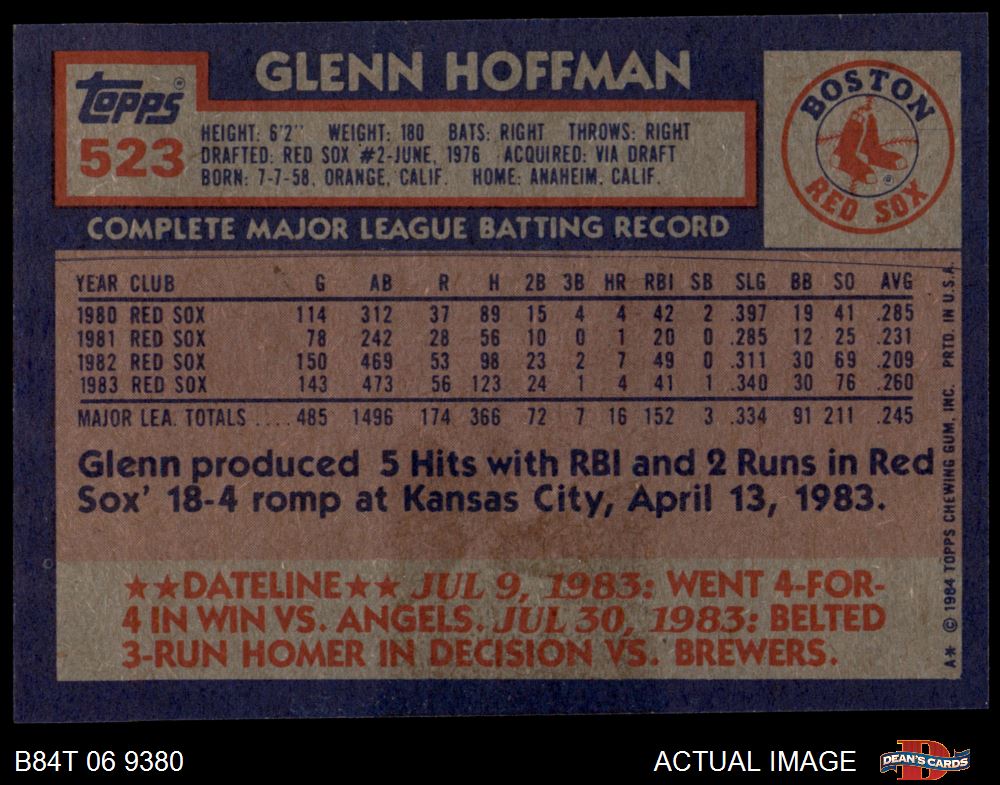 GLENN HOFFMAN
TOPPS
523
HEIGHT: 6'2" WEIGHT: 180 BATS: RIGHT THROWS: RIGHT
DRAFTED: RED SOX #2-JUNE, 1976 ACQUIRED: VIA DRAFT
BORN: 7-7-58, ORANGE, CALIF. HOME: ANAHEIM, CALIF.
BOSTON
RED SOX
COMPLETE MAJOR LEAGUE BATTING RECORD
YEAR CLUB G AB R H 2B 3B HR RBI SB SLG BB SO AVG
1980 RED SOX 114 312 37 89 15 4 4 42 2 .397 19 41 .285
1981 RED SOX 78 242 28 56 10 0 1 20 0 .285 12 25 .231
1982 RED SOX 150 469 53 98 23 2 7 49 0 .311 30 69 .209
1983 RED SOX 143 473 56 123 24 1 4 41 1 .340 30 76 .260
MAJOR LEA. TOTALS .... 485 1496 174 366 72 7 16 152 3 .334 91 211 .245
Glenn produced 5 Hits with RBI and 2 Runs in Red
Sox' 18-4 romp at Kansas City, April 13, 1983.
★★DATELINE★★ JUL 9, 1983: WENT 4-FOR-
4 IN WIN VS. ANGELS. JUL 30, 1983: BELTED
3-RUN HOMER IN DECISION VS. BREWERS.
A* © 1984 TOPPS CHEWING GUM, INC. PRTD. IN U.S.A.
B84T 06 9380
ACTUAL IMAGE
DEAN'S CARDS